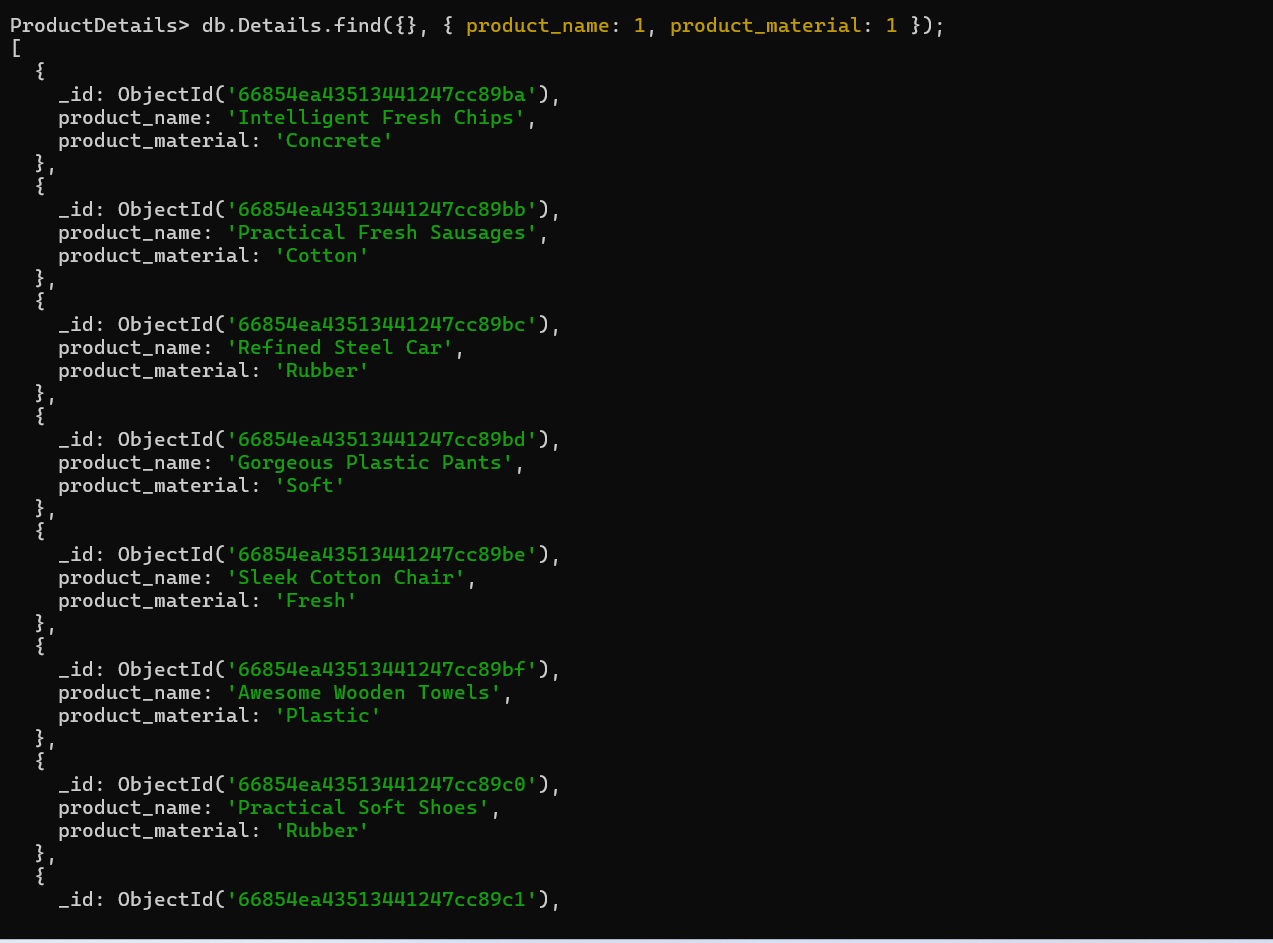 ProductDetails> db.Details.find({}, { product_name: 1, product_material: 1 });
[
  {
    _id: ObjectId('66854ea43513441247cc89ba'),
    product_name: 'Intelligent Fresh Chips',
    product_material: 'Concrete'
  },
  {
    _id: ObjectId('66854ea43513441247cc89bb'),
    product_name: 'Practical Fresh Sausages',
    product_material: 'Cotton'
  },
  {
    _id: ObjectId('66854ea43513441247cc89bc'),
    product_name: 'Refined Steel Car',
    product_material: 'Rubber'
  },
  {
    _id: ObjectId('66854ea43513441247cc89bd'),
    product_name: 'Gorgeous Plastic Pants',
    product_material: 'Soft'
  },
  {
    _id: ObjectId('66854ea43513441247cc89be'),
    product_name: 'Sleek Cotton Chair',
    product_material: 'Fresh'
  },
  {
    _id: ObjectId('66854ea43513441247cc89bf'),
    product_name: 'Awesome Wooden Towels',
    product_material: 'Plastic'
  },
  {
    _id: ObjectId('66854ea43513441247cc89c0'),
    product_name: 'Practical Soft Shoes',
    product_material: 'Rubber'
  },
  {
    _id: ObjectId('66854ea43513441247cc89c1'),